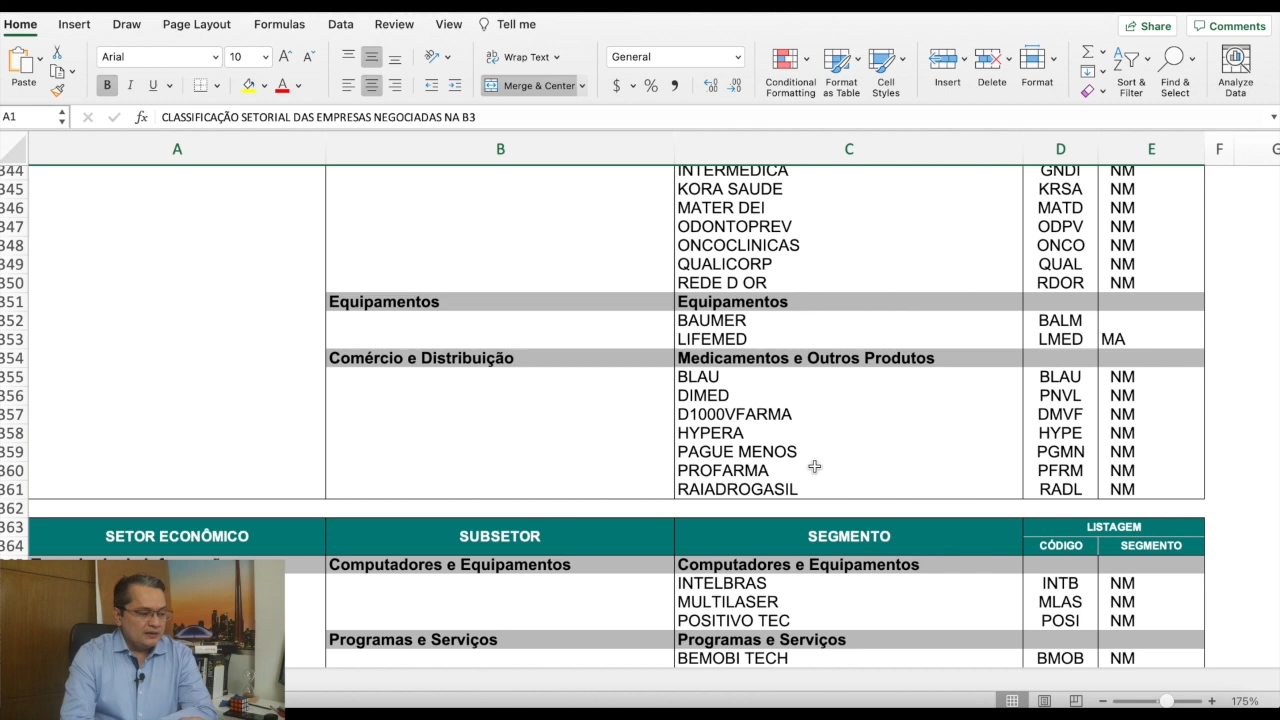 Home Insert Draw Page Layout Formulas Data Review View Tell me Share Comments
Paste Arial 10 Wrap Text General
Merge & Center $ %
Conditional Formatting Format as Table Cell Styles Insert Delete Format Sort & Filter Find & Select Analyze Data
A1 fx CLASSIFICAÇÃO SETORIAL DAS EMPRESAS NEGOCIADAS NA B3
A B C D E F G
344 INTERMEDICA GNDI NM
345 KORA SAUDE KRSA NM
346 MATER DEI MATD NM
347 ODONTOPREV ODPV NM
348 ONCOCLINICAS ONCO NM
349 QUALICORP QUAL NM
350 REDE D OR RDOR NM
351 Equipamentos Equipamentos
352 BAUMER BALM
353 LIFEMED LMED MA
354 Comércio e Distribuição Medicamentos e Outros Produtos
355 BLAU BLAU NM
356 DIMED PNVL NM
357 D1000VFARMA DMVF NM
358 HYPERA HYPE NM
359 PAGUE MENOS PGMN NM
360 PROFARMA PFRM NM
361 RAIADROGASIL RADL NM
362
363 SETOR ECONÔMICO SUBSETOR SEGMENTO LISTAGEM
364 CÓDIGO SEGMENTO
Computadores e Equipamentos Computadores e Equipamentos
INTELBRAS INTB NM
MULTILASER MLAS NM
POSITIVO TEC POSI NM
Programas e Serviços Programas e Serviços
BEMOBI TECH BMOB NM
175%